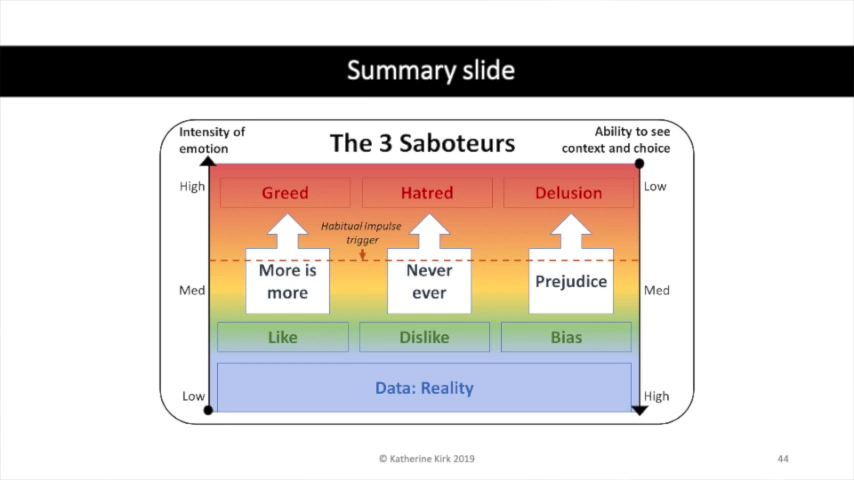 Summary slide
Intensity of
emotion
The 3 Saboteurs
Ability to see
context and choice
High
Greed
Hatred
Delusion
Low
Habitual Impulse
trigger
More is
more
Never
ever
Prejudice
Med
Med
Like
Dislike
Bias
Data: Reality
Low
High
© Katherine Kirk 2019
44